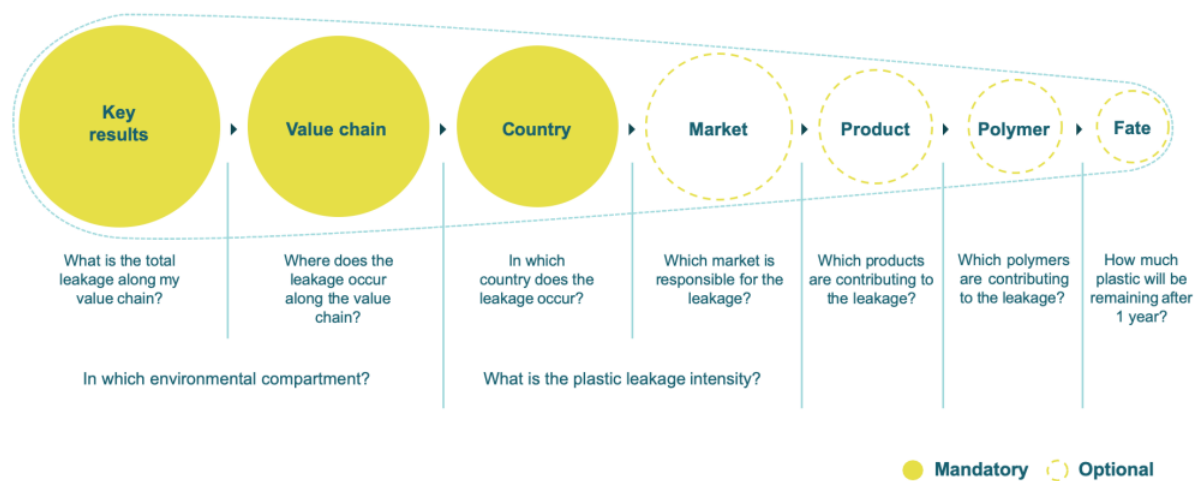 Key
results
Value chain
Country
Market
Product
Polymer
Fate
What is the total
leakage along my
value chain?
Where does the
leakage occur
along the value
chain?
In which
country does the
leakage occur?
Which market is
responsible for the
leakage?
Which products
are contributing to
the leakage?
Which polymers
are contributing
to the leakage?
How much
plastic will be
remaining after
1 year?
In which environmental compartment?
What is the plastic leakage intensity?
Mandatory
Optional